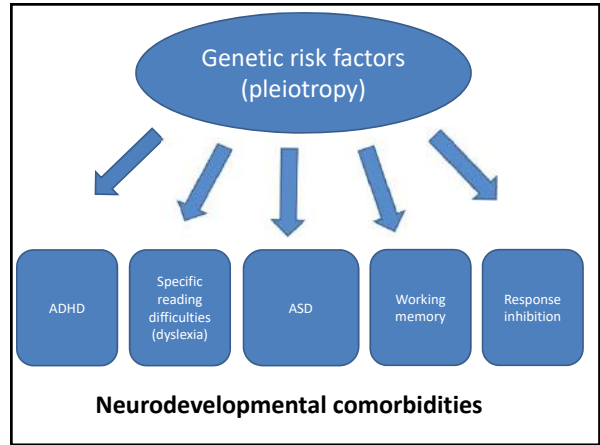 Genetic risk factors
(pleiotropy)
ADHD
Specific
reading
difficulties
(dyslexia)
ASD
Working
memory
Response
inhibition
Neurodevelopmental comorbidities